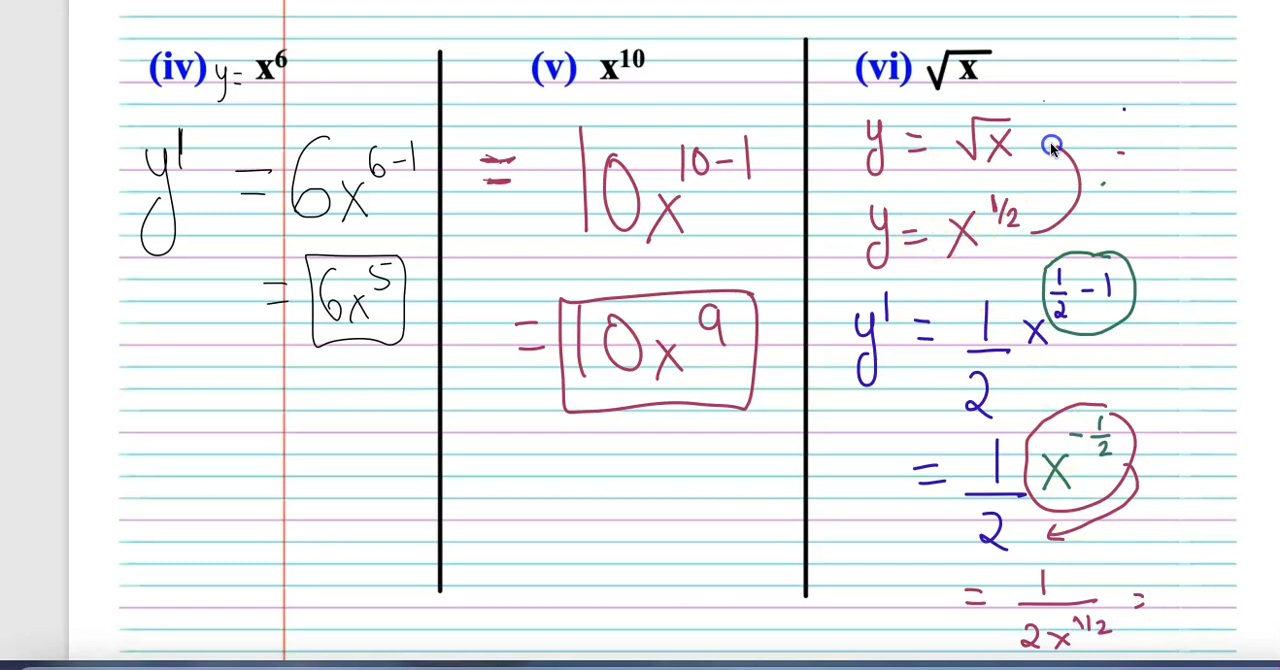 (iv) y= x⁶
y' = 6x⁶⁻¹
= 6x⁵
(v) x¹⁰
= 10x¹⁰⁻¹
= 10x⁹
(vi) √x
y = √x
y = x^1/2
y' = 1/2 x^1/2 - 1
= 1/2 x^-1/2
= 1/2x^1/2 =